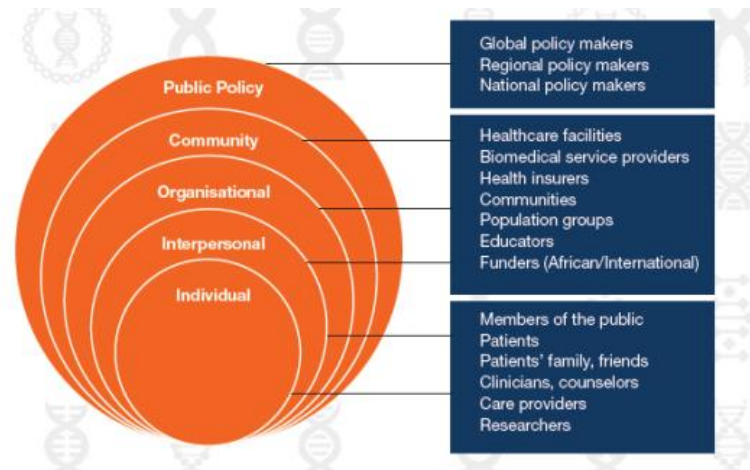 Public Policy
Community
Organisational
Interpersonal
Individual
Global policy makers
Regional policy makers
National policy makers
Healthcare facilities
Biomedical service providers
Health insurers
Communities
Population groups
Educators
Funders (African/International)
Members of the public
Patients
Patients' family, friends
Clinicians, counselors
Care providers
Researchers